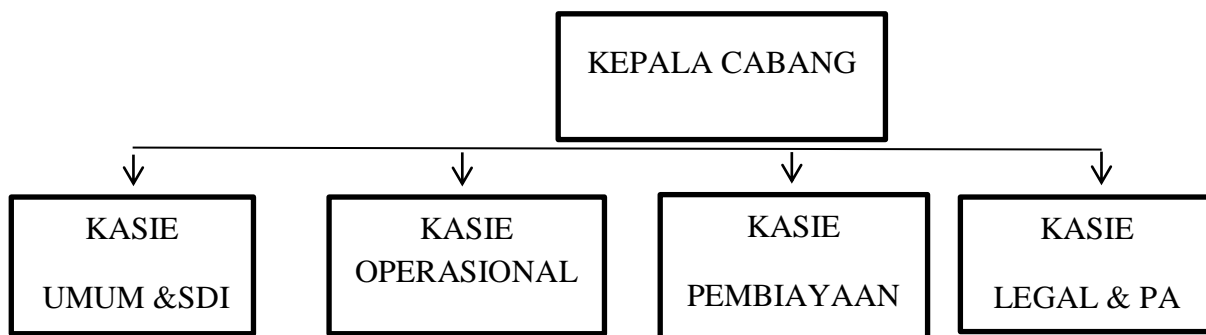 KEPALA CABANG
KASIE
UMUM &SDI
KASIE
OPERASIONAL
KASIE
PEMBIAYAAN
KASIE
LEGAL & PA